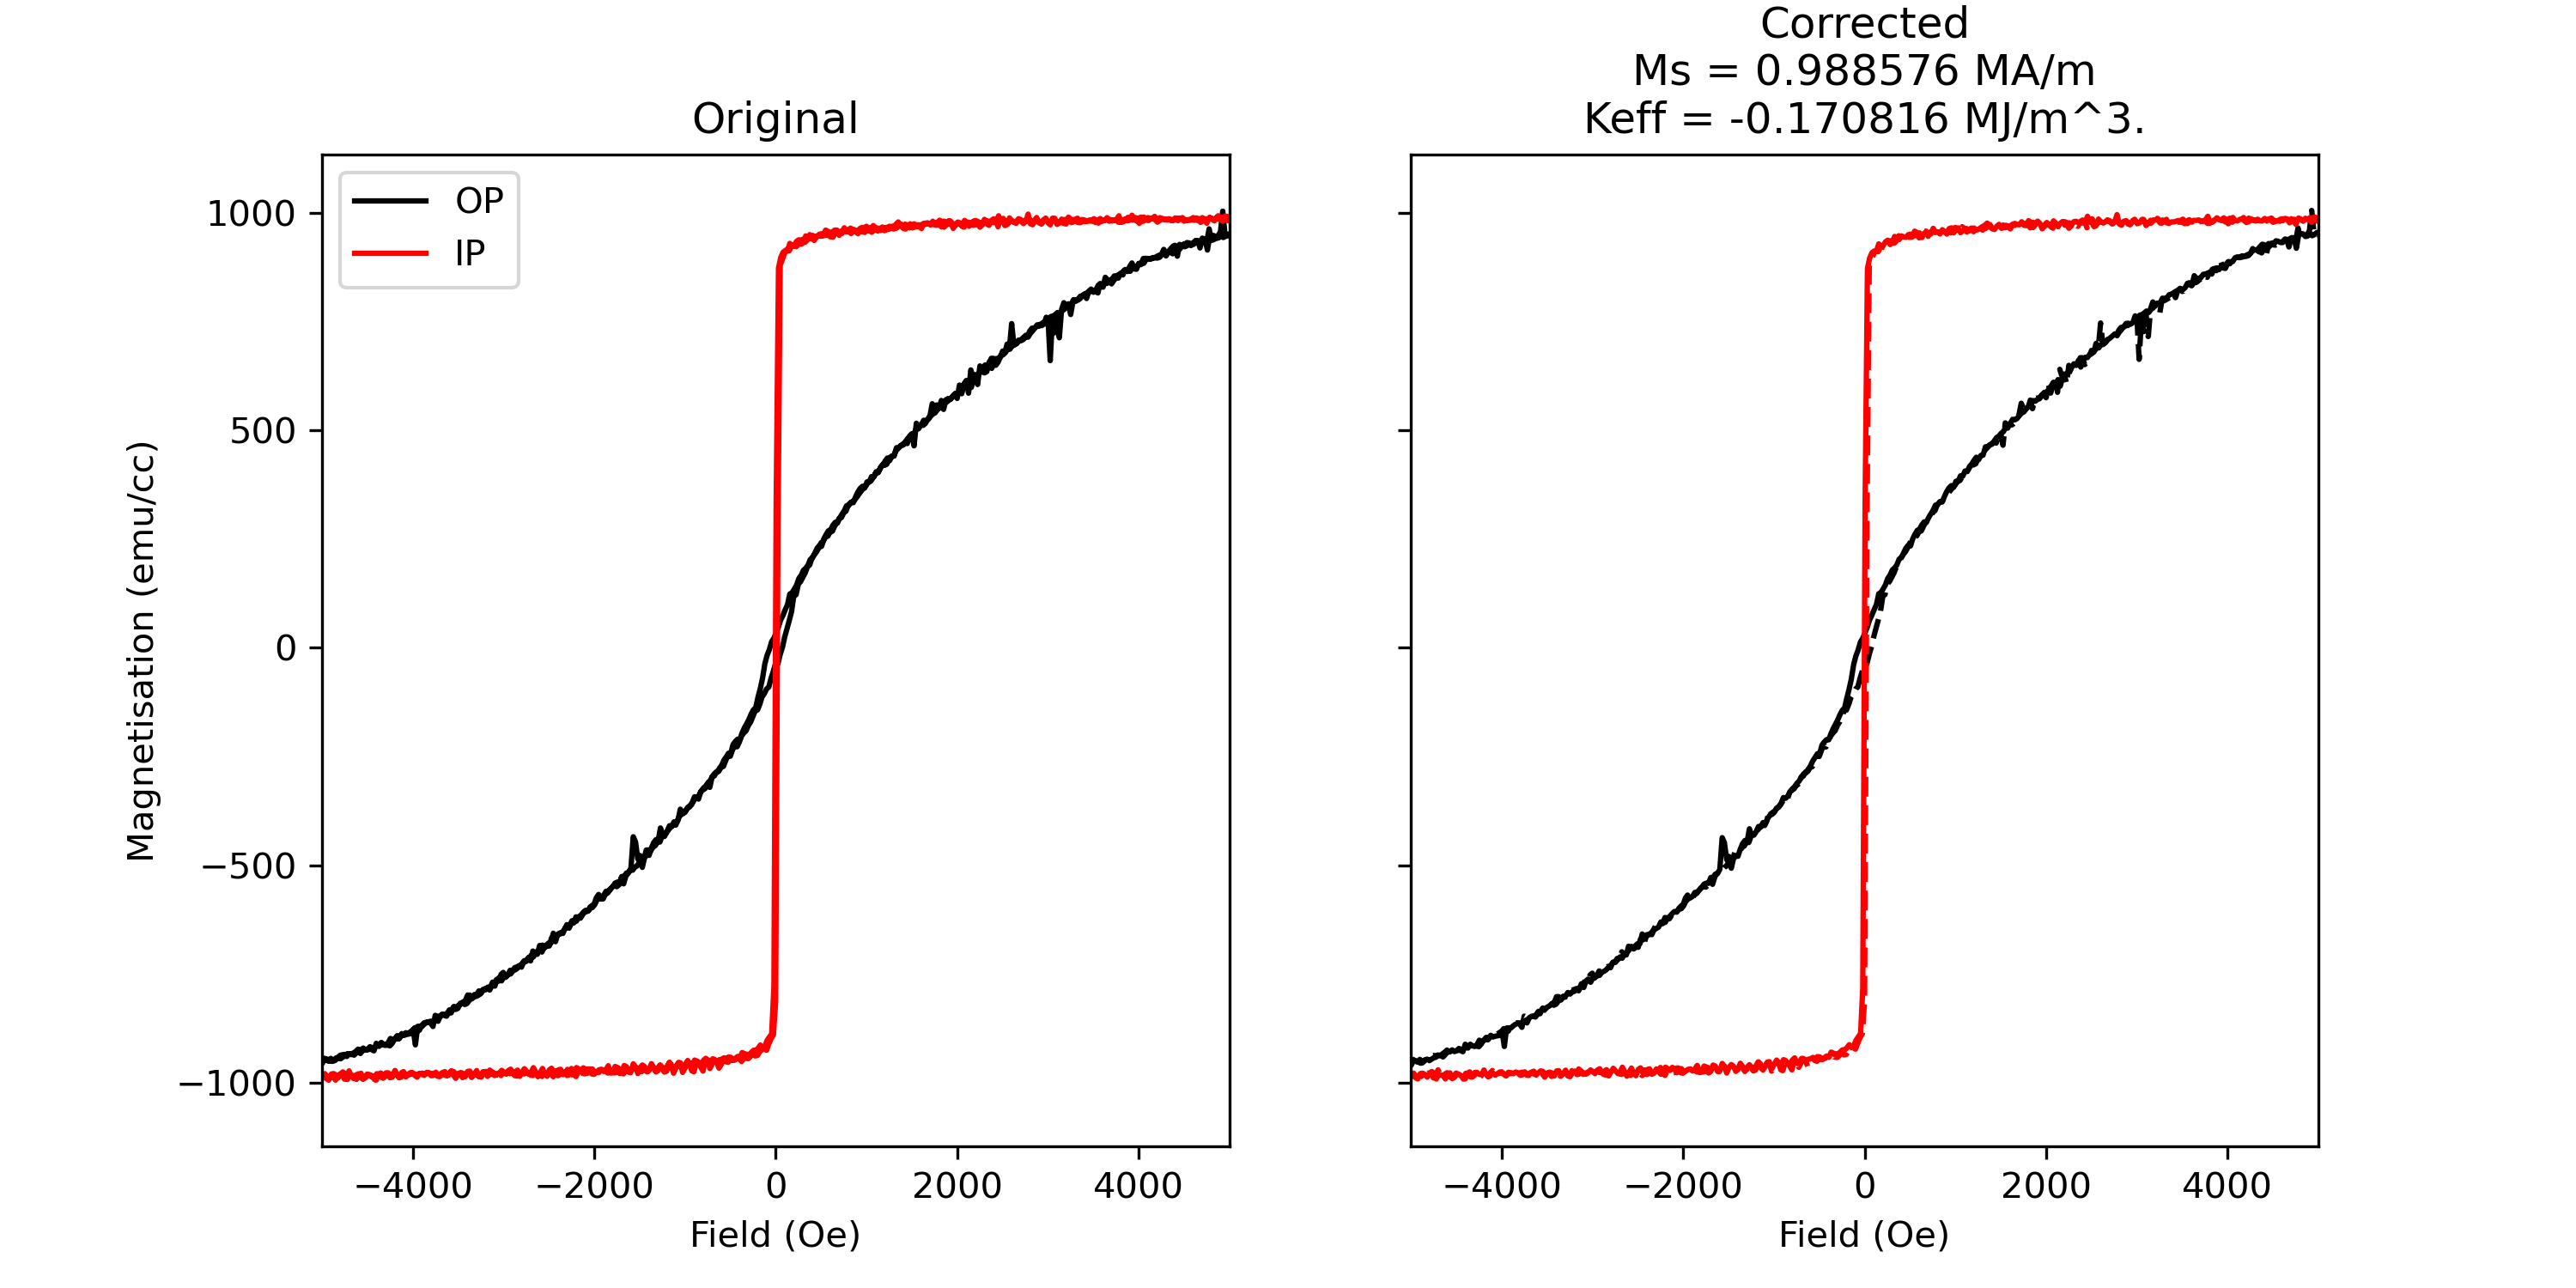 Original
OP
IP
1000
500
0
−500
−1000
Magnetisation (emu/cc)
−4000 −2000 0 2000 4000
Field (Oe)
Corrected
Ms = 0.988576 MA/m
Keff = -0.170816 MJ/m^3.
−4000 −2000 0 2000 4000
Field (Oe)